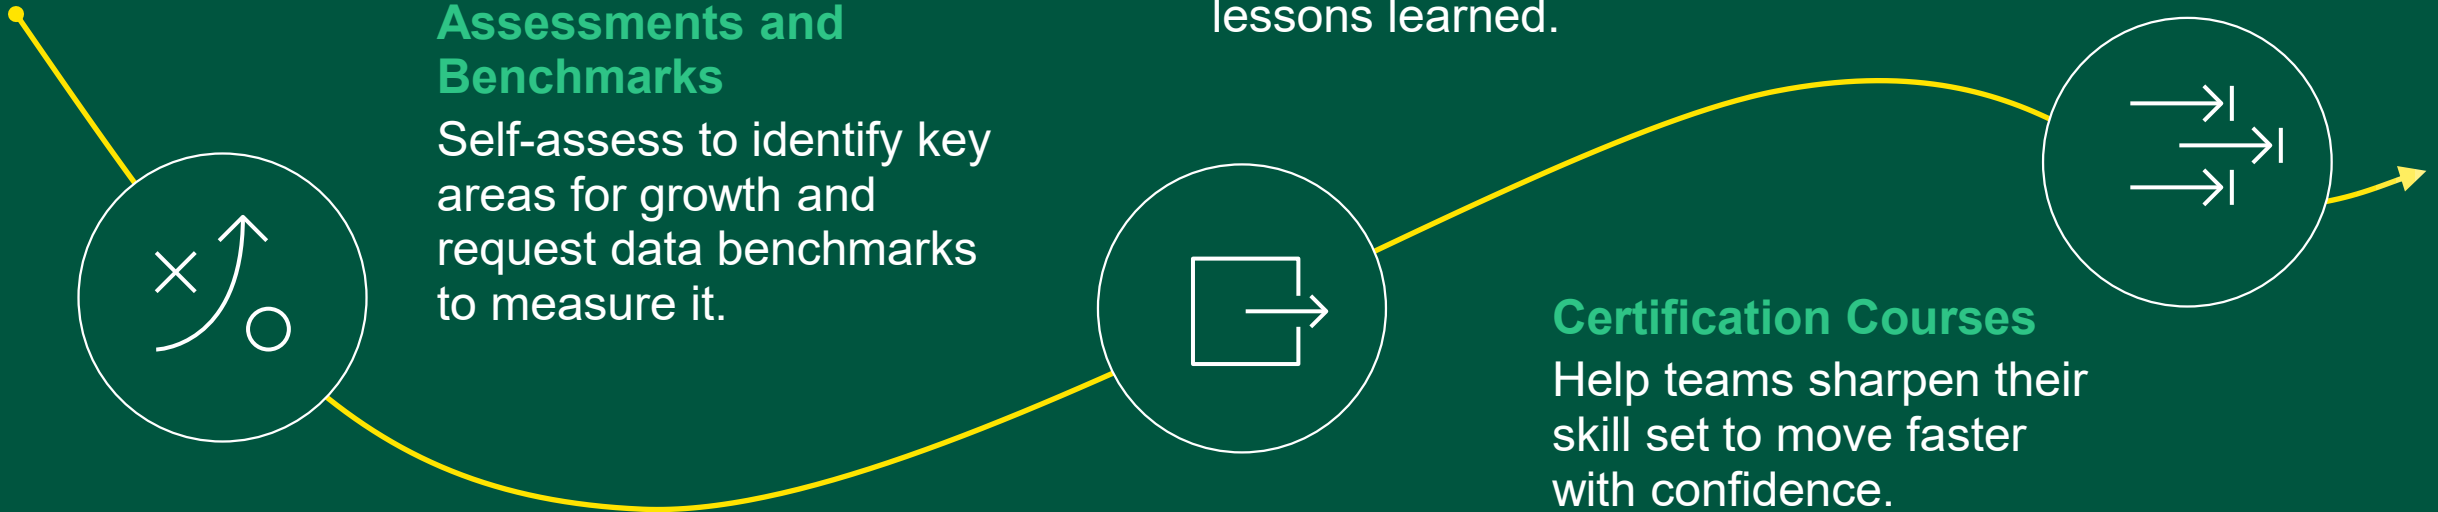 Assessments and
Benchmarks
Self-assess to identify key
areas for growth and
request data benchmarks
to measure it.
lessons learned.
Certification Courses
Help teams sharpen their
skill set to move faster
with confidence.